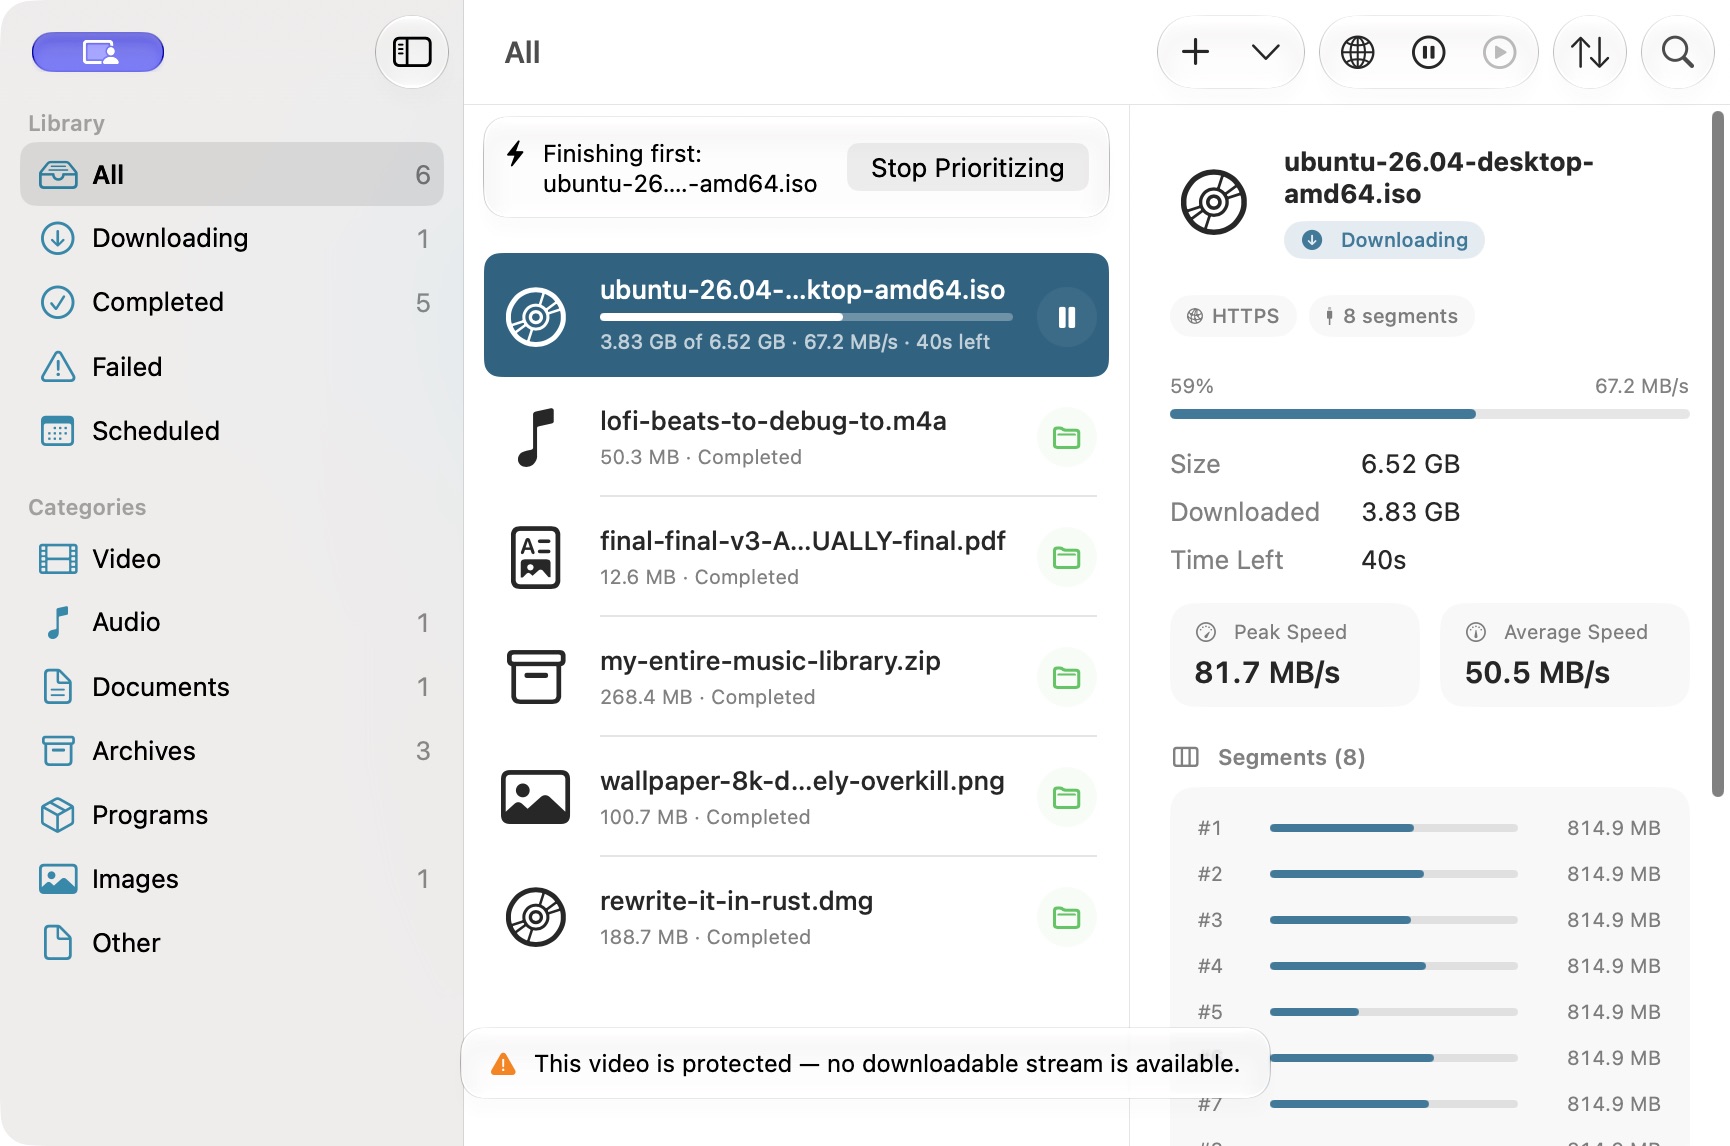 All
Library
All 6
Downloading 1
Completed 5
Failed
Scheduled
Categories
Video
Audio 1
Documents 1
Archives 3
Programs
Images 1
Other
Finishing first:
ubuntu-26....-amd64.iso
Stop Prioritizing
ubuntu-26.04-...ktop-amd64.iso
3.83 GB of 6.52 GB · 67.2 MB/s · 40s left
lofi-beats-to-debug-to.m4a
50.3 MB · Completed
final-final-v3-A...UALLY-final.pdf
12.6 MB · Completed
my-entire-music-library.zip
268.4 MB · Completed
wallpaper-8k-d...ely-overkill.png
100.7 MB · Completed
rewrite-it-in-rust.dmg
188.7 MB · Completed
ubuntu-26.04-desktop-
amd64.iso
Downloading
HTTPS 8 segments
59% 67.2 MB/s
Size 6.52 GB
Downloaded 3.83 GB
Time Left 40s
Peak Speed
81.7 MB/s
Average Speed
50.5 MB/s
Segments (8)
#1 814.9 MB
#2 814.9 MB
#3 814.9 MB
#4 814.9 MB
#5 814.9 MB
814.9 MB
#7 814.9 MB
This video is protected — no downloadable stream is available.